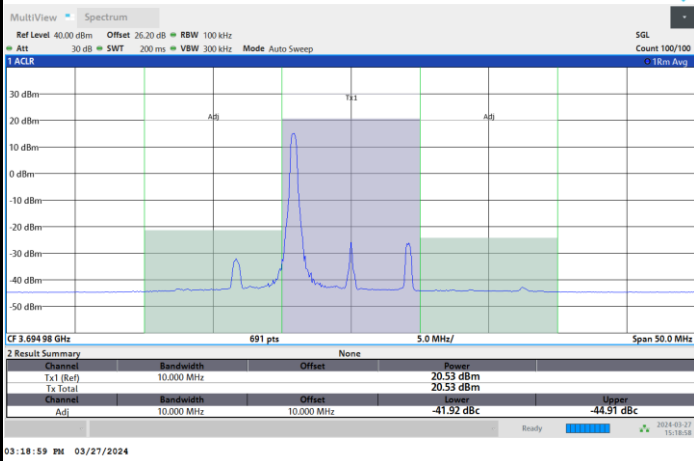 MultiView Spectrum
Ref Level 40.00 dBm Offset 26.20 dB RBW 100 kHz SGL
Att 30 dB SWT 200 ms VBW 300 kHz Mode Auto Sweep Count 100/100
1 ACLR 1Rm Avg
30 dBm
Tx1
20 dBm
Adj Adj
10 dBm
0 dBm
-10 dBm
-20 dBm
-30 dBm
-40 dBm
-50 dBm
CF 3.69498 GHz 691 pts 5.0 MHz/ Span 50.0 MHz
2 Result Summary None
Channel Bandwidth Offset Power
Tx1 (Ref) 10.000 MHz 20.53 dBm
Tx Total 20.53 dBm
Channel Bandwidth Offset Lower Upper
Adj 10.000 MHz 10.000 MHz -41.92 dBc -44.91 dBc
Ready 2024-03-27
15:18:58
03:18:59 PM 03/27/2024